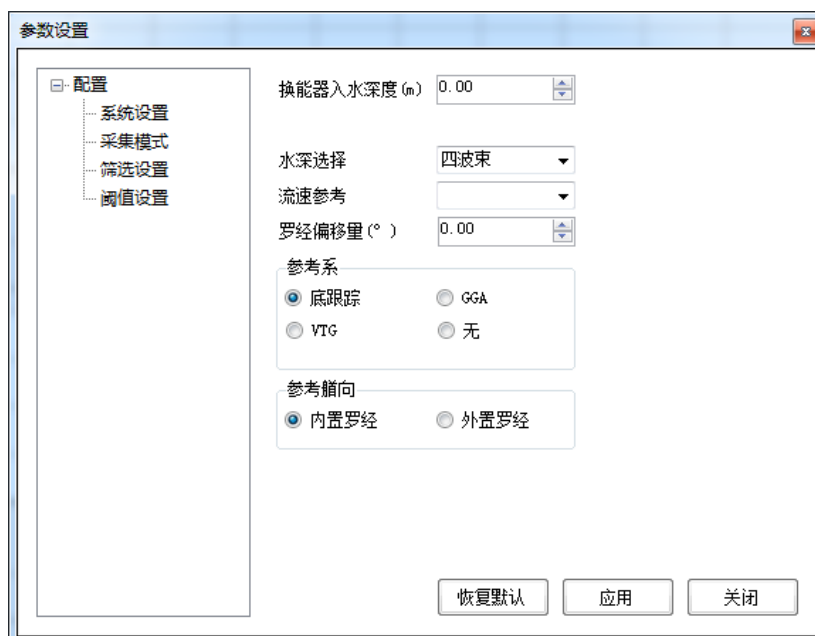 参数设置
配置
系统设置
采集模式
筛选设置
阈值设置
换能器入水深度(m) 0.00
水深选择 四波束
流速参考
罗经偏移量(° ) 0.00
参考系
底跟踪 GGA
VTG 无
参考艏向
内置罗经 外置罗经
恢复默认 应用 关闭